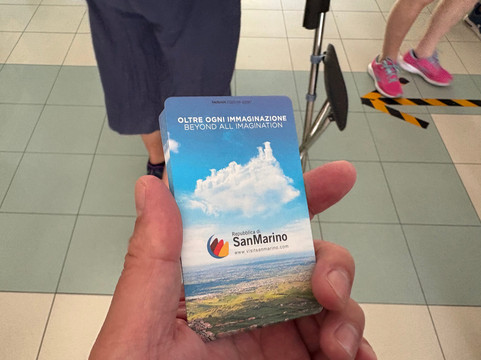 OLTRE OGNI IMMAGINAZIONE
BEYOND ALL IMAGINATION
Repubblica di
SanMarino
www.visitsanmarino.com